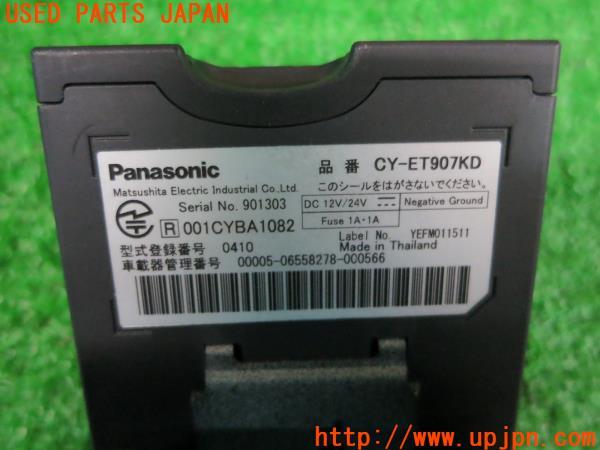 USED PARTS JAPAN
Panasonic
品 番 CY-ET907KD
Matsushita Electric Industrial Co.,Ltd.
このシールをはがさないでください。
Serial No. 901303
DC 12V/24V
Negative Ground
Fuse 1A・1A
R 001CYBA1082
Label No. YEFM011511
型式登録番号 0410
Made in Thailand
車載器管理番号 00005-06558278-000566
http://www.upjpn.com/